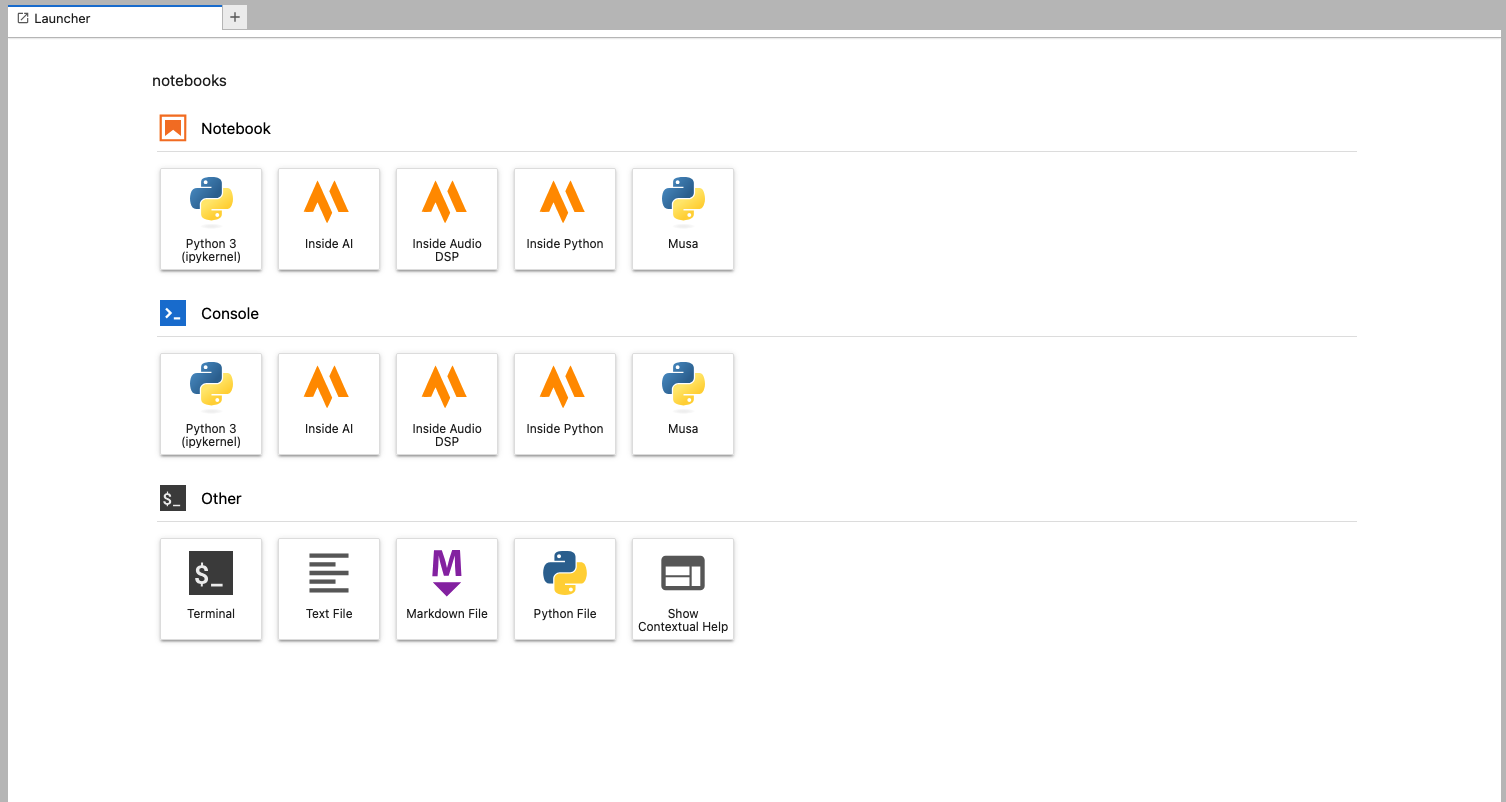 Launcher
notebooks
Notebook
Python 3
(ipykernel)
Inside AI
Inside Audio
DSP
Inside Python
Musa
Console
Python 3
(ipykernel)
Inside AI
Inside Audio
DSP
Inside Python
Musa
$_
Other
$_
Terminal
Text File
M
Markdown File
Python File
Show
Contextual Help